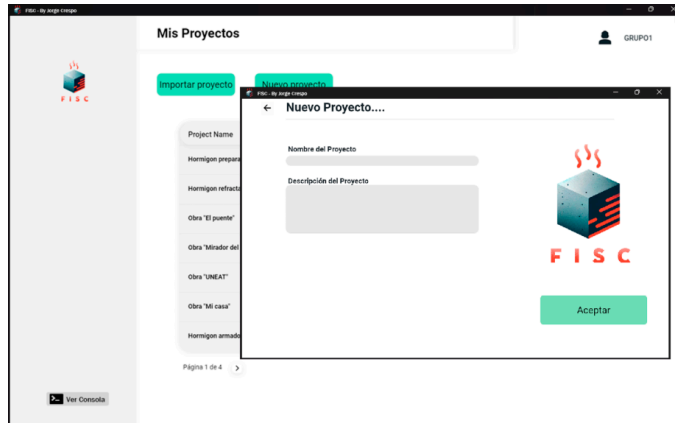 FISC - By Jorge Crespo
Mis Proyectos
GRUPO1
FISC
Importar proyecto
Nuevo proyecto
FISC - By Jorge Crespo
Nuevo Proyecto....
Project Name
Nombre del Proyecto
Hormigon prepara
Descripción del Proyecto
Hormigon refracta
Obra "El puente"
Obra "Mirador del
FISC
Obra "UNEAT"
Obra "Mi casa"
Aceptar
Hormigon armado
Página 1 de 4
Ver Consola